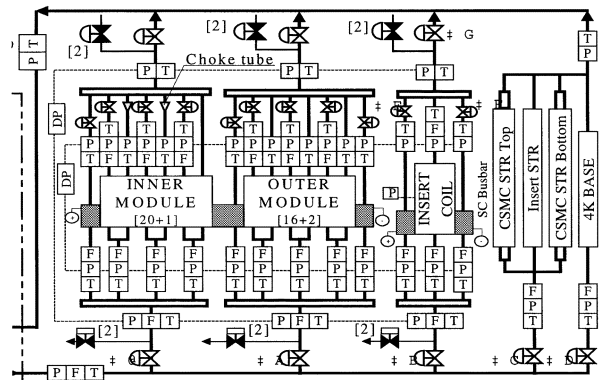 P T
[2]
[2]
[2]
‡ G
P T
P T
P T
P T
Choke tube
‡ F
‡ E
DP
DP
T T T T
P P P P P P
T F T F T F
P P P P P P P
T F T F T F T
T T T
F
P P
T T
INNER
MODULE
[20+1]
OUTER
MODULE
[16+2]
INSERT
COIL
P
SC Busbar
CSMC STR Top
Insert STR
CSMC STR Bottom
4K BASE
F F F F F F F F F F F
P P P P P P P P P P P
T T T T T T T T T T T
F
P
T
F
P
T
P F T
P F T
P F T
[2]
[2]
[2]
‡ A
‡ B
‡ C
‡ D
P F T